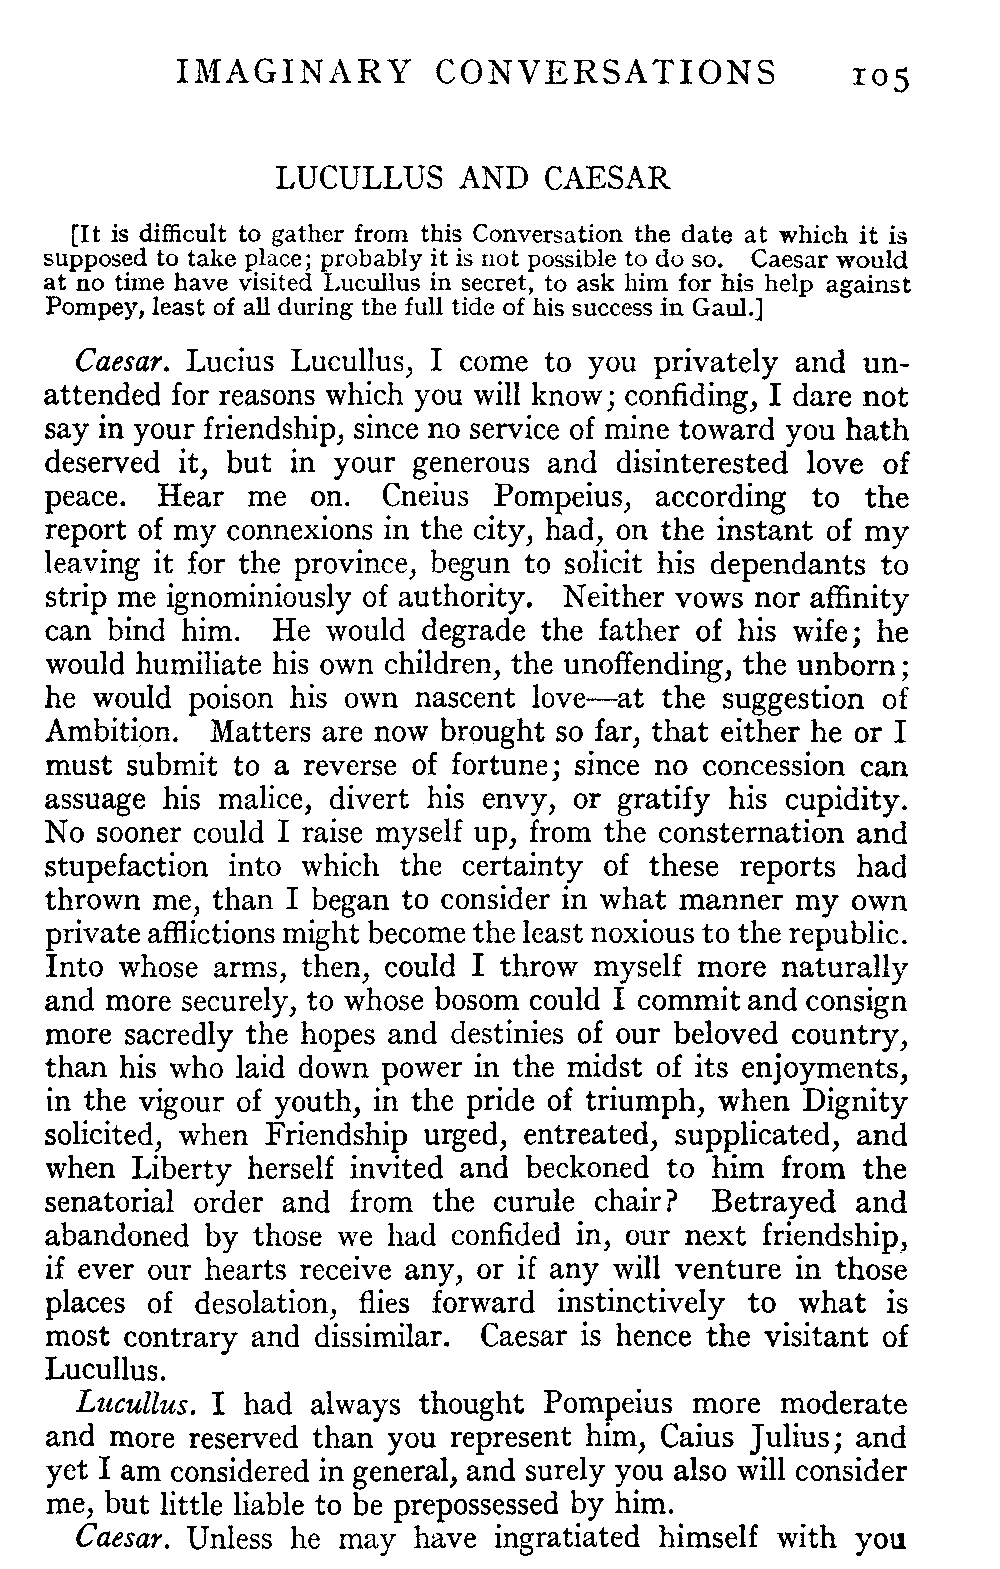 IMAGINARY CONVERSATIONS 105
LUCULLUS AND CAESAR
[It is difficult to gather from this Conversation the date at which it is
supposed to take place; probably it is not possible to do so. Caesar would
at no time have visited Lucullus in secret, to ask him for his help against
Pompey, least of all during the full tide of his success in Gaul.]
Caesar. Lucius Lucullus, I come to you privately and un-
attended for reasons which you will know; confiding, I dare not
say in your friendship, since no service of mine toward you hath
deserved it, but in your generous and disinterested love of
peace. Hear me on. Cneius Pompeius, according to the
report of my connexions in the city, had, on the instant of my
leaving it for the province, begun to solicit his dependants to
strip me ignominiously of authority. Neither vows nor affinity
can bind him. He would degrade the father of his wife; he
would humiliate his own children, the unoffending, the unborn;
he would poison his own nascent love—at the suggestion of
Ambition. Matters are now brought so far, that either he or I
must submit to a reverse of fortune; since no concession can
assuage his malice, divert his envy, or gratify his cupidity.
No sooner could I raise myself up, from the consternation and
stupefaction into which the certainty of these reports had
thrown me, than I began to consider in what manner my own
private afflictions might become the least noxious to the republic.
Into whose arms, then, could I throw myself more naturally
and more securely, to whose bosom could I commit and consign
more sacredly the hopes and destinies of our beloved country,
than his who laid down power in the midst of its enjoyments,
in the vigour of youth, in the pride of triumph, when Dignity
solicited, when Friendship urged, entreated, supplicated, and
when Liberty herself invited and beckoned to him from the
senatorial order and from the curule chair? Betrayed and
abandoned by those we had confided in, our next friendship,
if ever our hearts receive any, or if any will venture in those
places of desolation, flies forward instinctively to what is
most contrary and dissimilar. Caesar is hence the visitant of
Lucullus.
Lucullus. I had always thought Pompeius more moderate
and more reserved than you represent him, Caius Julius; and
yet I am considered in general, and surely you also will consider
me, but little liable to be prepossessed by him.
Caesar. Unless he may have ingratiated himself with you